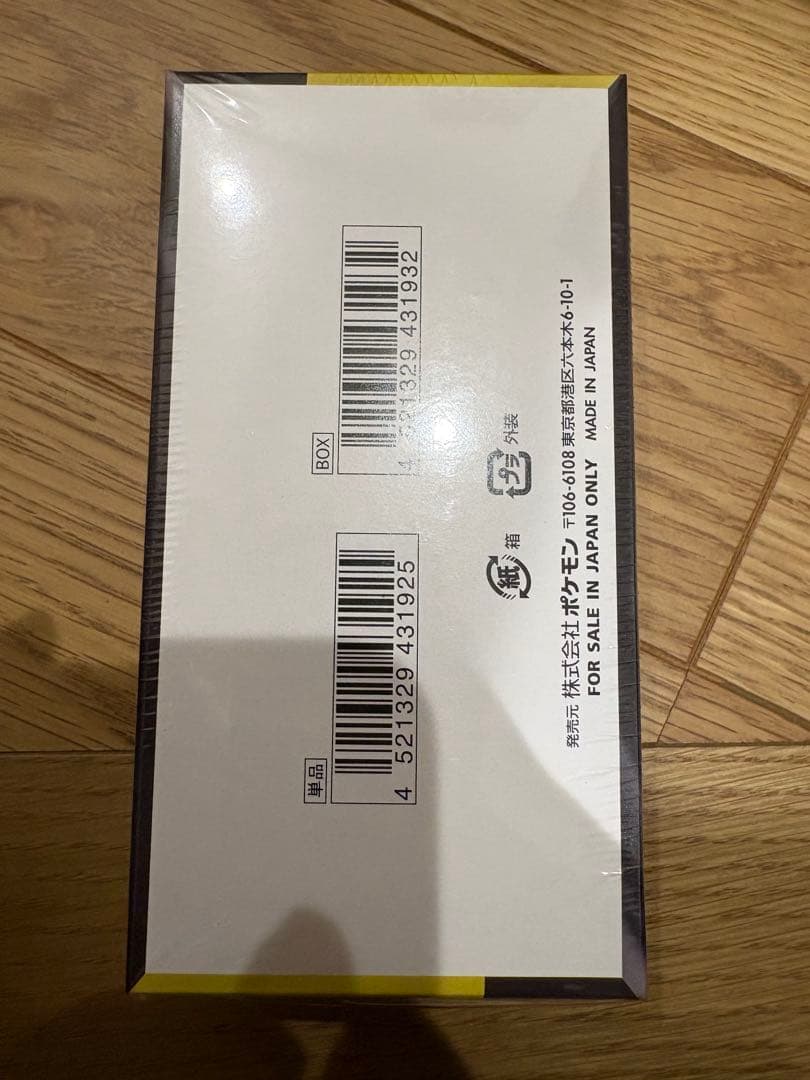 単品
4 521329 431925
BOX
4 521329 431932
紙 箱
プラ 外装
発売元 株式会社 ポケモン 〒106-6108 東京都港区六本木6-10-1
FOR SALE IN JAPAN ONLY MADE IN JAPAN